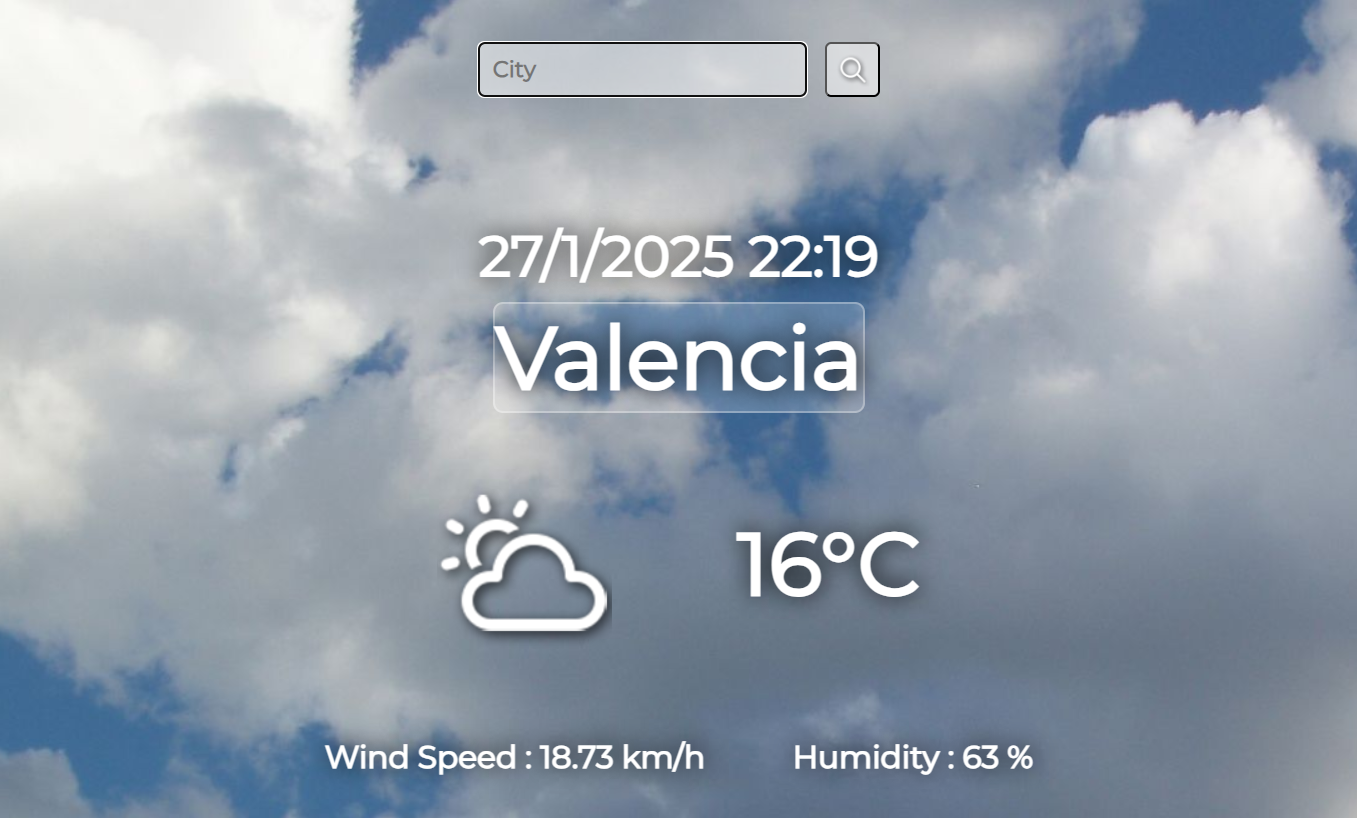 City
27/1/2025 22:19
Valencia
16°C
Wind Speed : 18.73 km/h
Humidity : 63 %